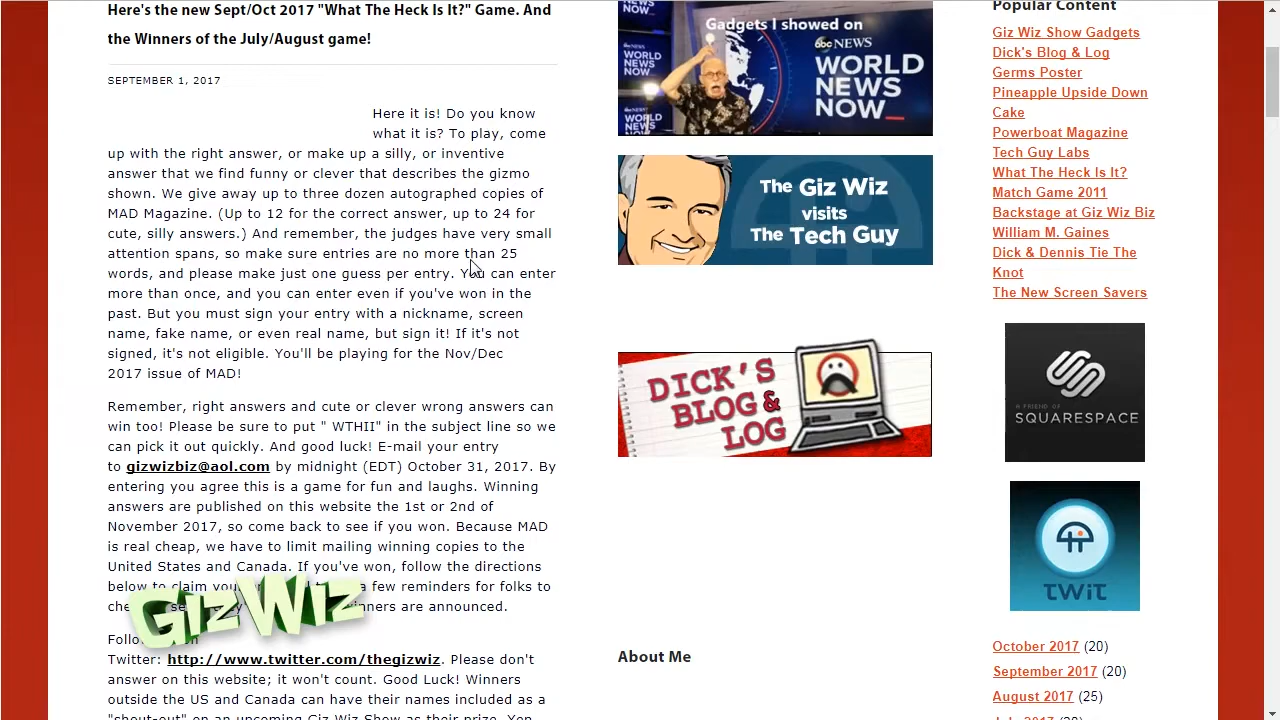 Here's the new Sept/Oct 2017 "What The Heck Is It?" Game. And
the Winners of the July/August game!
SEPTEMBER 1, 2017
Here it is! Do you know
what it is? To play, come
up with the right answer, or make up a silly, or inventive
answer that we find funny or clever that describes the gizmo
shown. We give away up to three dozen autographed copies of
MAD Magazine. (Up to 12 for the correct answer, up to 24 for
cute, silly answers.) And remember the judges have very small
attention spans, so make sure entries are no more than 25
words, and please make just one guess per entry. You can enter
more than once, and you can enter even if you've won in the
past. But you must sign your entry with a nickname, screen
name, fake name, or even real name, but sign it! If it's not
signed, it's not eligible. You'll be playing for the Nov/Dec
2017 issue of MAD!
Remember, right answers and cute or clever wrong answers can
win too! Please be sure to put " WTHII" in the subject line so we
can pick it out quickly. And good luck. E-mail your entry
to gizwizbiz@aol.com by midnight (EDT) October 31, 2017. By
entering you agree this is a game for fun and laughs. Winning
answers are published on this website the 1st or 2nd of
November 2017, so come back to see if you won. Because MAD
is real cheap, we have to limit mailing winning copies to the
United States and Canada. If you've won, follow the directions
below to claim reminders for folks to
are announced.
GizWiz
Twitter: http://www.twitter.com/thegizwiz. Please don't
answer on this website; it won't count. Good Luck! Winners
outside the US and Canada can have their names included as a
"shout-out" on an upcoming Giz Wiz Show as their prize. Yep,
Gadgets I showed on
abc NEWS
WORLD
NEWS
NOW
WORLD
NEWS
NOW
The Giz Wiz
visits
The Tech Guy
DICK'S
BLOG &
LOG
About Me
Popular Content
Giz Wiz Show Gadgets
Dick's Blog & Log
Germs Poster
Pineapple Upside Down
Cake
Powerboat Magazine
Tech Guy Labs
What The Heck Is It?
Match Game 2011
Backstage at Giz Wiz Biz
William M. Gaines
Dick & Dennis Tie The
Knot
The New Screen Savers
A FRIEND OF
SQUARESPACE
TWiT
October 2017 (20)
September 2017 (20)
August 2017 (25)